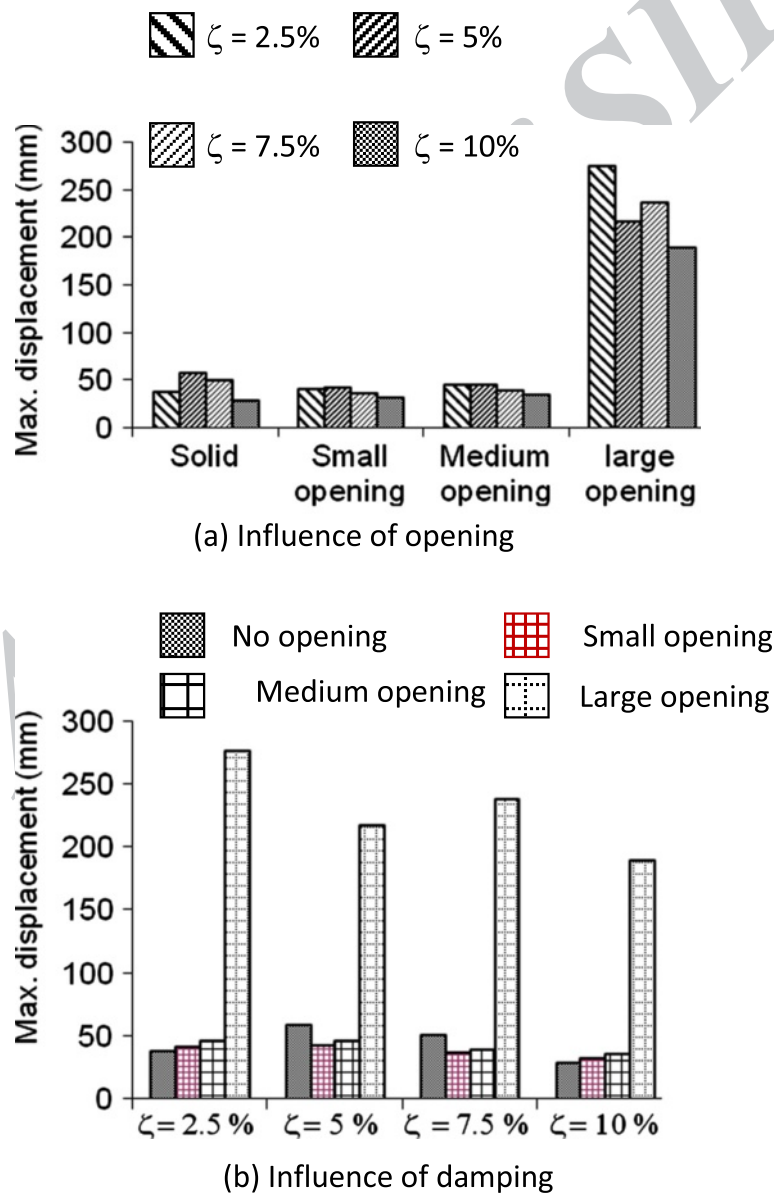 ζ = 2.5% ζ = 5%
ζ = 7.5% ζ = 10%
Max. displacement (mm)
300
250
200
150
100
50
0
Solid Small opening Medium opening large opening
(a) Influence of opening
No opening Small opening
Medium opening Large opening
Max. displacement (mm)
300
250
200
150
100
50
0
ζ= 2.5 % ζ= 5 % ζ= 7.5 % ζ= 10 %
(b) Influence of damping